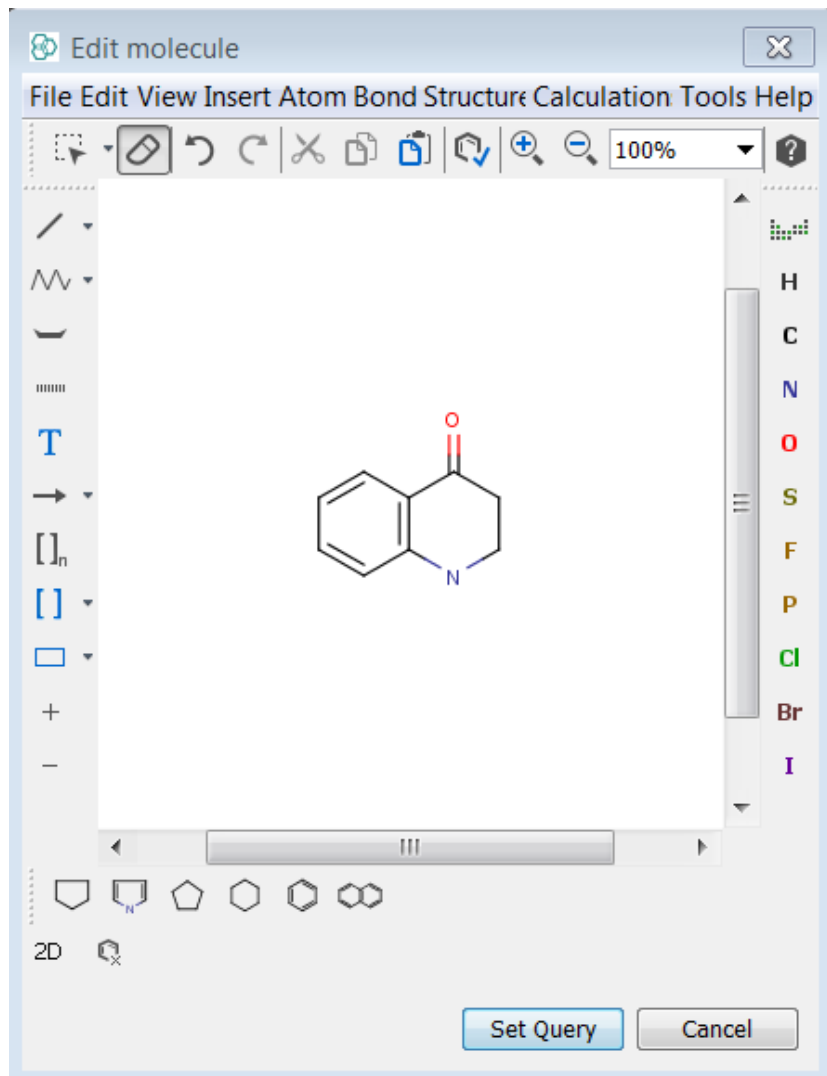 Edit molecule
File Edit View Insert Atom Bond Structure Calculation Tools Help
100%
H
C
N
T
O
S
[ ]n
F
P
Cl
Br
I
O
N
N
2D
Set Query
Cancel